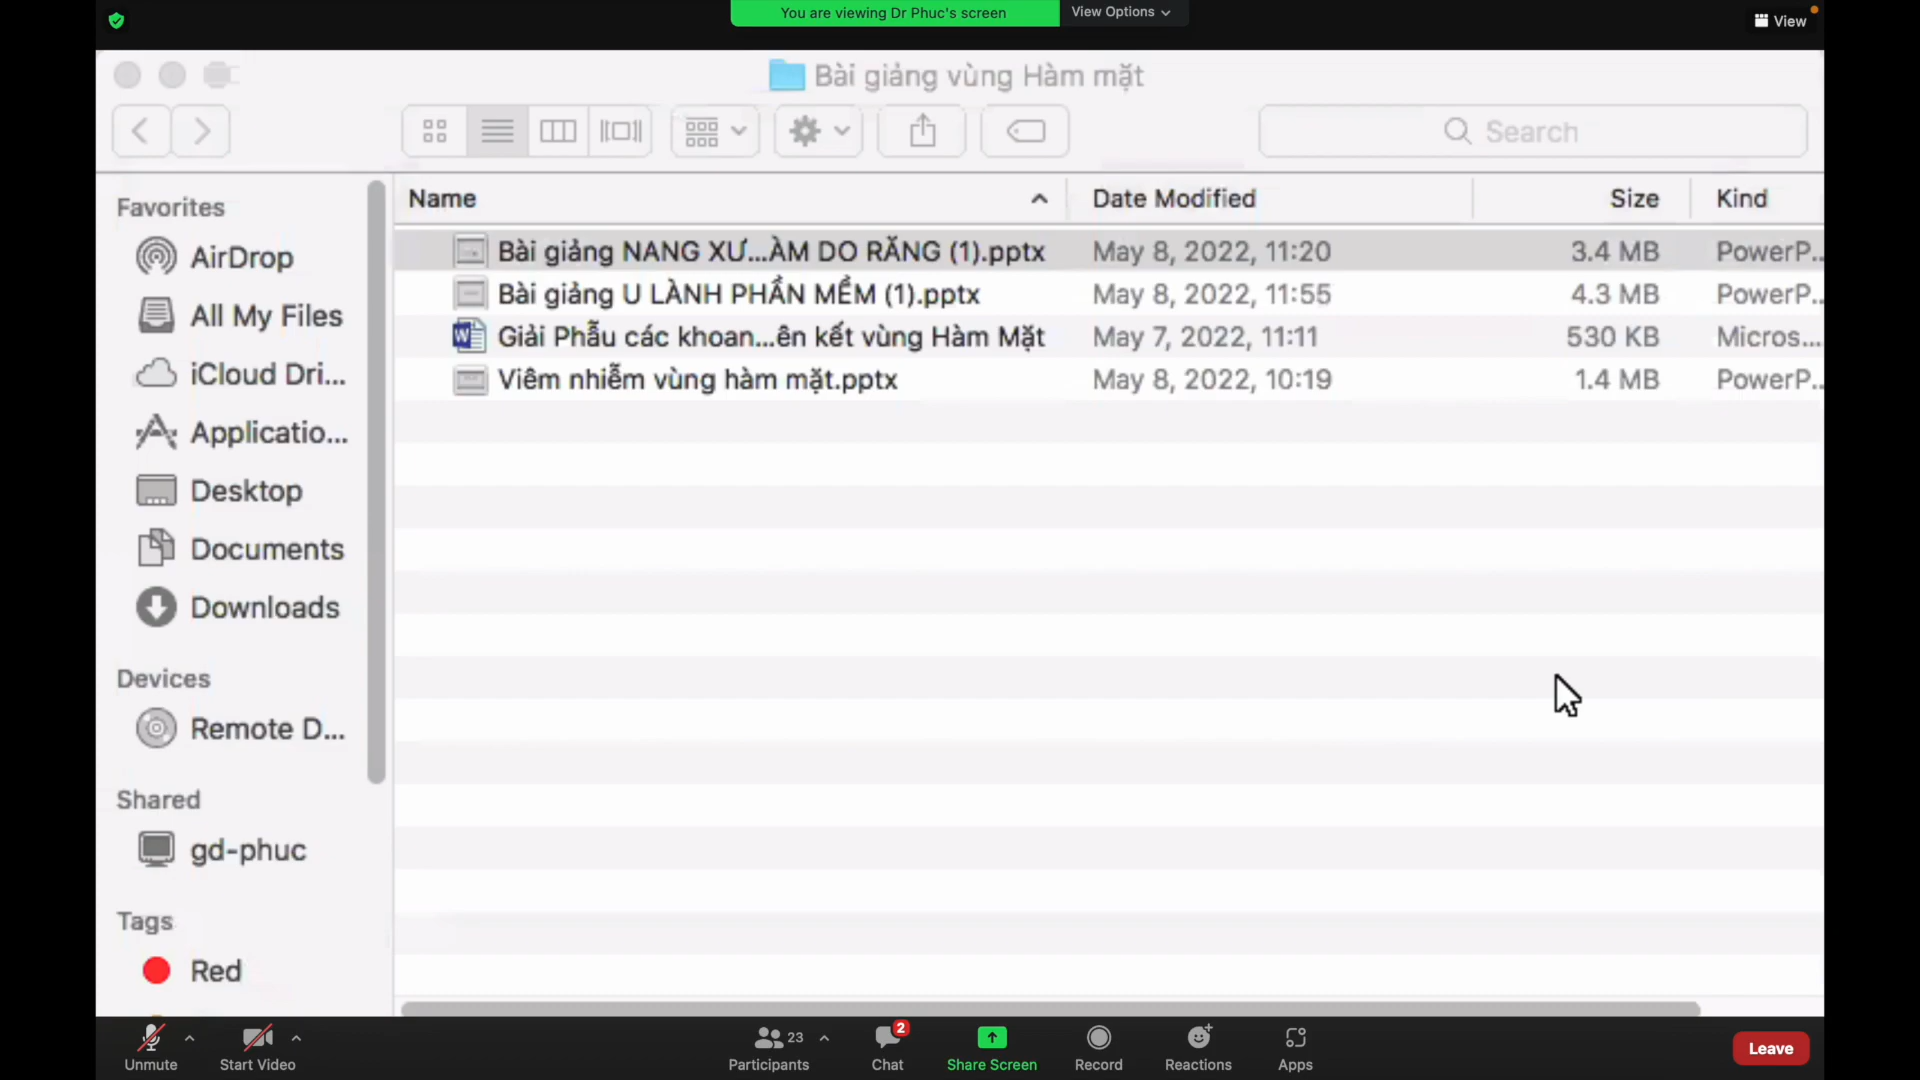 You are viewing Dr Phuc's screen
View Options
View
Bài giảng vùng Hàm mặt
Search
Name
Date Modified
Size
Kind
Favorites
AirDrop
All My Files
iCloud Dri...
Applicatio...
Desktop
Documents
Downloads
Devices
Remote D...
Shared
gd-phuc
Tags
Red
Bài giảng NANG XƯ...ÀM DO RĂNG (1).pptx May 8, 2022, 11:20 3.4 MB PowerP...
Bài giảng U LÀNH PHẦN MỀM (1).pptx May 8, 2022, 11:55 4.3 MB PowerP...
Giải Phẫu các khoan...ên kết vùng Hàm Mặt May 7, 2022, 11:11 530 KB Micros...
Viêm nhiễm vùng hàm mặt.pptx May 8, 2022, 10:19 1.4 MB PowerP...
Unmute
Start Video
23
Participants
2
Chat
Share Screen
Record
Reactions
Apps
Leave